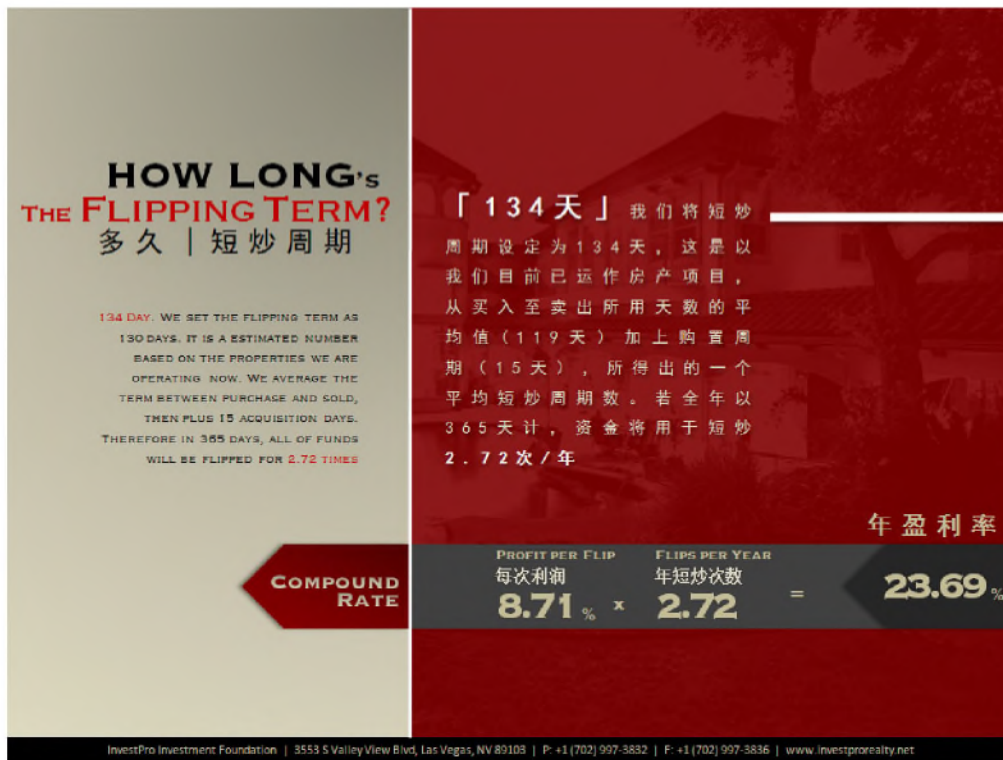 HOW LONG's
THE FLIPPING TERM?
多久 | 短炒周期
134 DAY. WE SET THE FLIPPING TERM AS
130 DAYS. IT IS A ESTIMATED NUMBER
BASED ON THE PROPERTIES WE ARE
OPERATING NOW. WE AVERAGE THE
TERM BETWEEN PURCHASE AND SOLD,
THEN PLUS 15 ACQUISITION DAYS.
THEREFORE IN 365 DAYS, ALL OF FUNDS
WILL BE FLIPPED FOR 2.72 TIMES
「134天」我们将短炒
周期设定为134天，这是以
我们目前已运作房产项目，
从买入至卖出所用天数的平
均值（119天）加上购置周
期（15天），所得出的一个
平均短炒周期数。若全年以
365天计，资金将用于短炒
2.72次/年
年盈利率
COMPOUND
RATE
PROFIT PER FLIP
每次利润
8.71 %
x
FLIPS PER YEAR
年短炒次数
2.72
=
23.69 %
InvestPro Investment Foundation | 3553 S Valley View Blvd, Las Vegas, NV 89103 | P: +1 (702) 997-3832 | F: +1 (702) 997-3836 | www.investprorealty.net